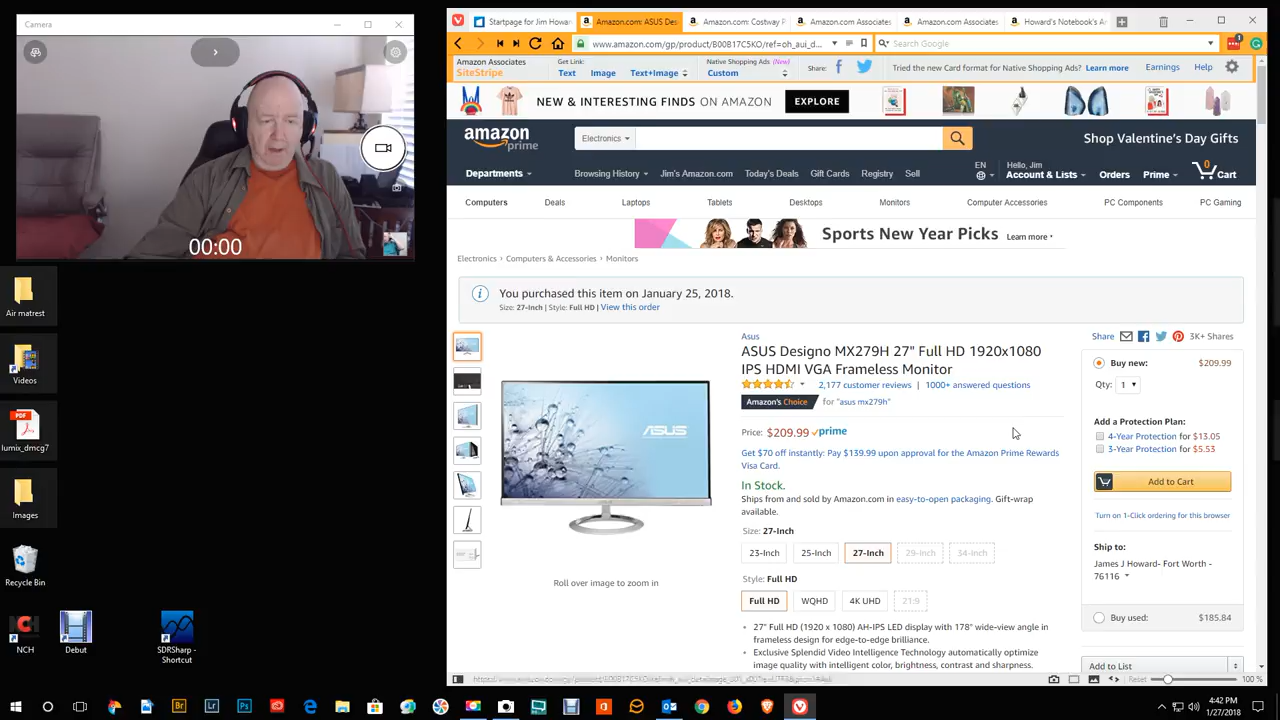 Camera
00:00
Air matrest
Videos
PDF
lumix_dmcg7
Images
Recycle Bin
NCH
Debut
SDRSharp -
Shortcut
Startpage for Jim Howar
Amazon.com: ASUS Des
Amazon.com: Costway P
Amazon.com Associates
Amazon.com Associates
Howard's Notebook's Ar
www.amazon.com/gp/product/B00817C5KO/ref=oh_aui_d...
Search Google
Amazon Associates
SiteStripe
Get Link:
Text
Image
Text+Image
Native Shopping Ads (New)
Custom
Share:
Tried the new Card format for Native Shopping Ads? Learn more
Earnings
Help
NEW & INTERESTING FINDS ON AMAZON
EXPLORE
amazon
prime
Electronics
Shop Valentine's Day Gifts
Departments
Browsing History
Jim's Amazon.com
Today's Deals
Gift Cards
Registry
Sell
EN
Hello, Jim
Account & Lists
Orders
Prime
0
Cart
Computers
Deals
Laptops
Tablets
Desktops
Monitors
Computer Accessories
PC Components
PC Gaming
Sports New Year Picks
Learn more
Electronics › Computers & Accessories › Monitors
You purchased this item on January 25, 2018.
Size: 27-Inch | Style: Full HD | View this order
Asus
ASUS Designo MX279H 27" Full HD 1920x1080
IPS HDMI VGA Frameless Monitor
2,177 customer reviews | 1000+ answered questions
Amazon's Choice for "asus mx279h"
Price: $209.99 prime
Get $70 off instantly: Pay $139.99 upon approval for the Amazon Prime Rewards
Visa Card.
In Stock.
Ships from and sold by Amazon.com in easy-to-open packaging. Gift-wrap
available.
Size: 27-Inch
23-Inch
25-Inch
27-Inch
29-Inch
34-Inch
Style: Full HD
Full HD
WQHD
4K UHD
21:9
• 27" Full HD (1920 x 1080) AH-IPS LED display with 178° wide-view angle in
frameless design for edge-to-edge brilliance.
• Exclusive Splendid Video Intelligence Technology automatically optimize
image quality with intelligent color, brightness, contrast and sharpness.
ASUS
Roll over image to zoom in
Share
3K+ Shares
Buy new:
$209.99
Qty: 1
Add a Protection Plan:
4-Year Protection for $13.05
3-Year Protection for $5.53
Add to Cart
Turn on 1-Click ordering for this browser
Ship to:
James J Howard- Fort Worth -
76116
Buy used:
$185.84
Add to List
Reset
100 %
4:42 PM
1/27/2018